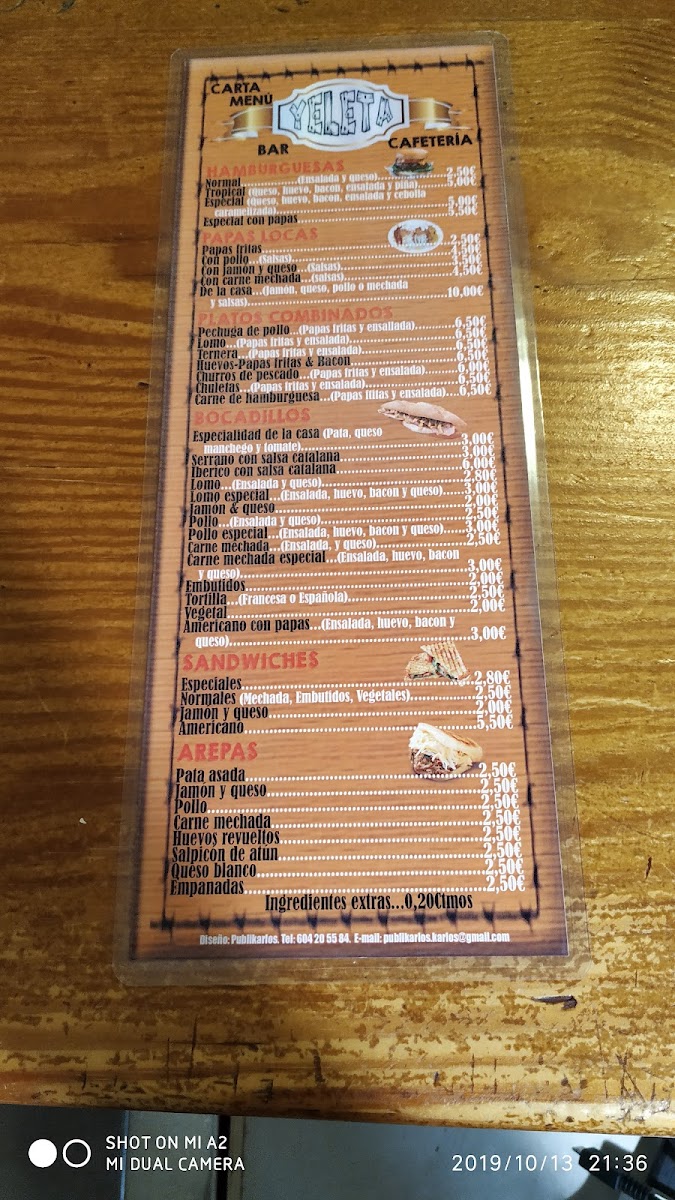 CARTA
MENÚ
YELETA
BAR
CAFETERÍA
HAMBURGUESAS
Normal...(Ensalada y queso)...2,50€
Tropical (queso, huevo, bacon, ensalada y piña)...5,00€
Especial (queso, huevo, bacon, ensalada y cebolla
caramelizada)...5,00€
Especial con papas...5,50€
PAPAS LOCAS
Papas fritas...2,50€
Con pollo...(Salsas)...4,50€
Con jamón y queso...(Salsas)...4,50€
Con carne mechada...(salsas)...4,50€
De la casa...(Jamón, queso, pollo o mechada
y salsas)...10,00€
PLATOS COMBINADOS
Pechuga de pollo...(Papas fritas y ensallada)...6,50€
Lomo...(Papas fritas y ensalada)...6,50€
Ternera...(Papas fritas y ensalada)...6,50€
Huevos-Papas fritas & Bacon...6,50€
Churros de pescado...(Papas fritas y ensalada)...6,00€
Chuletas...(Papas fritas y ensalada)...6,50€
Carne de hamburguesa...(Papas fritas y ensalada)...6,50€
BOCADILLOS
Especialidad de la casa (Pata, queso
manchego y tomate)...3,00€
Serrano con salsa catalana...3,00€
Iberico con salsa catalana...6,00€
Lomo...(Ensalada y queso)...2,80€
Lomo especial...(Ensalada, huevo, bacon y queso)...3,00€
Jamon & queso...2,00€
Pollo...(Ensalada y queso)...2,50€
Pollo especial...(Ensalada, huevo, bacon y queso)...3,00€
Carne mechada...(Ensalada, y queso)...2,50€
Carne mechada especial...(Ensalada, huevo, bacon
y queso)...3,00€
Embutidos...2,00€
Tortilla...(Francesa o Española)...2,50€
Vegetal...2,00€
Americano con papas...(Ensalada, huevo, bacon y
queso)...3,00€
SANDWICHES
Especiales...2,80€
Normales (Mechada, Embutidos, Vegetales)...2,50€
Jamón y queso...2,00€
Americano...5,50€
AREPAS
Pata asada...2,50€
Jamon y queso...2,50€
Pollo...2,50€
Carne mechada...2,50€
Huevos revueltos...2,50€
Salpicon de atún...2,50€
Queso blanco...2,50€
Empanadas...2,50€
Ingredientes extras...0,20Ctmos
Diseño: Publikarlos. Tel: 604 20 55 84. E-mail: publikarlos.karlos@gmail.com
SHOT ON MI A2
MI DUAL CAMERA
2019/10/13 21:36